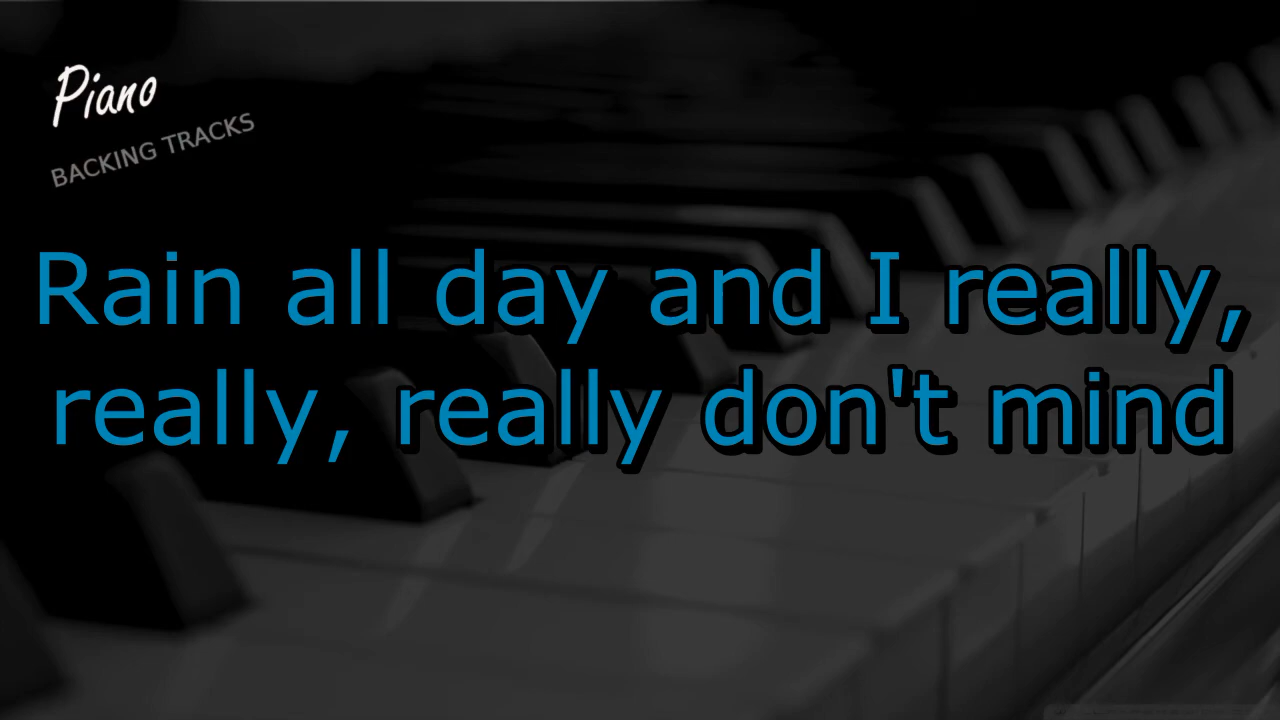 Piano
BACKING TRACKS
Rain all day and I really,
really, really don't mind